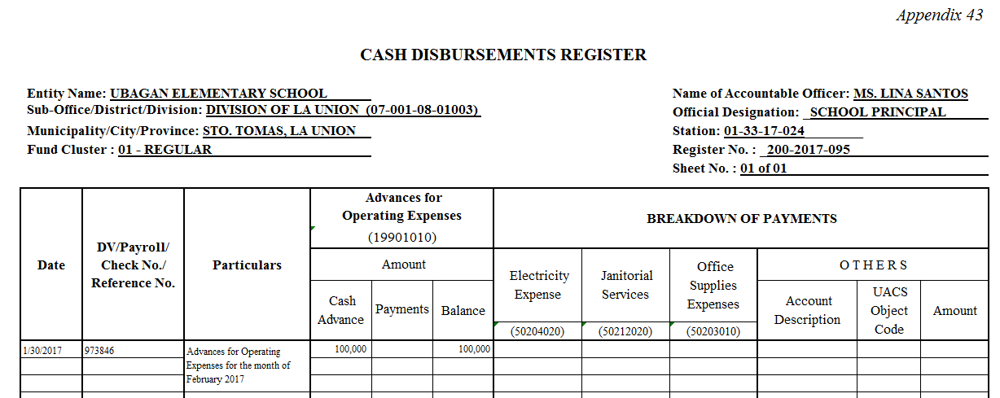 Appendix 43
CASH DISBURSEMENTS REGISTER
Entity Name: UBAGAN ELEMENTARY SCHOOL
Sub-Office/District/Division: DIVISION OF LA UNION (07-001-08-01003)
Municipality/City/Province: STO. TOMAS, LA UNION
Fund Cluster : 01 - REGULAR
Name of Accountable Officer: MS. LINA SANTOS
Official Designation: SCHOOL PRINCIPAL
Station: 01-33-17-024
Register No. : 200-2017-095
Sheet No. : 01 of 01
Date
DV/Payroll/
Check No./
Reference No.
Particulars
Advances for
Operating Expenses
(19901010)
Amount
Cash
Advance
Payments
Balance
BREAKDOWN OF PAYMENTS
Electricity
Expense
(50204020)
Janitorial
Services
(50212020)
Office
Supplies
Expenses
(50203010)
OTHERS
Account
Description
UACS
Object
Code
Amount
1/30/2017
973846
Advances for Operating
Expenses for the month of
February 2017
100,000
100,000